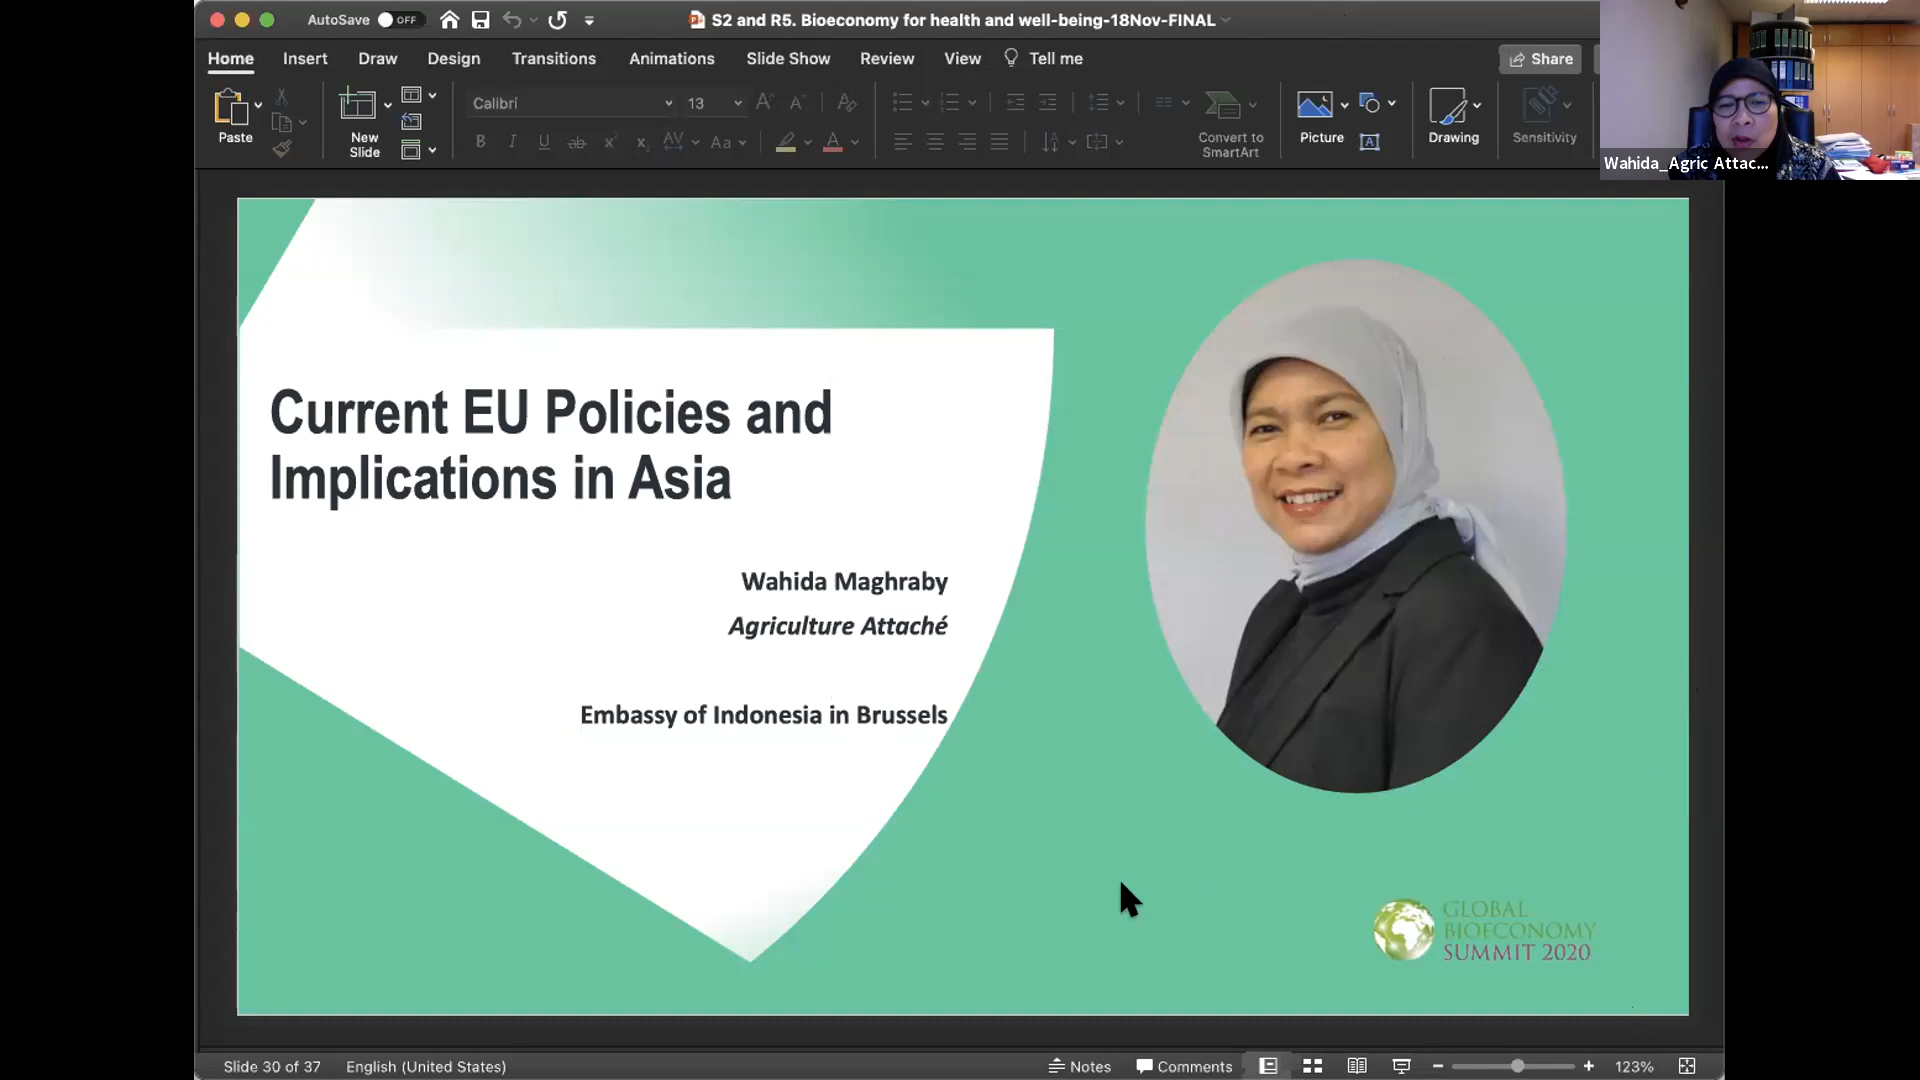 AutoSave OFF
S2 and R5. Bioeconomy for health and well-being-18Nov-FINAL
Home Insert Draw Design Transitions Animations Slide Show Review View Tell me
Share
Paste
New
Slide
Calibri 13
Convert to
SmartArt
Picture
Drawing
Sensitivity
Wahida_Agric Attac...
Current EU Policies and
Implications in Asia
Wahida Maghraby
Agriculture Attaché
Embassy of Indonesia in Brussels
GLOBAL
BIOECONOMY
SUMMIT 2020
Slide 30 of 37 English (United States) Notes Comments 123%